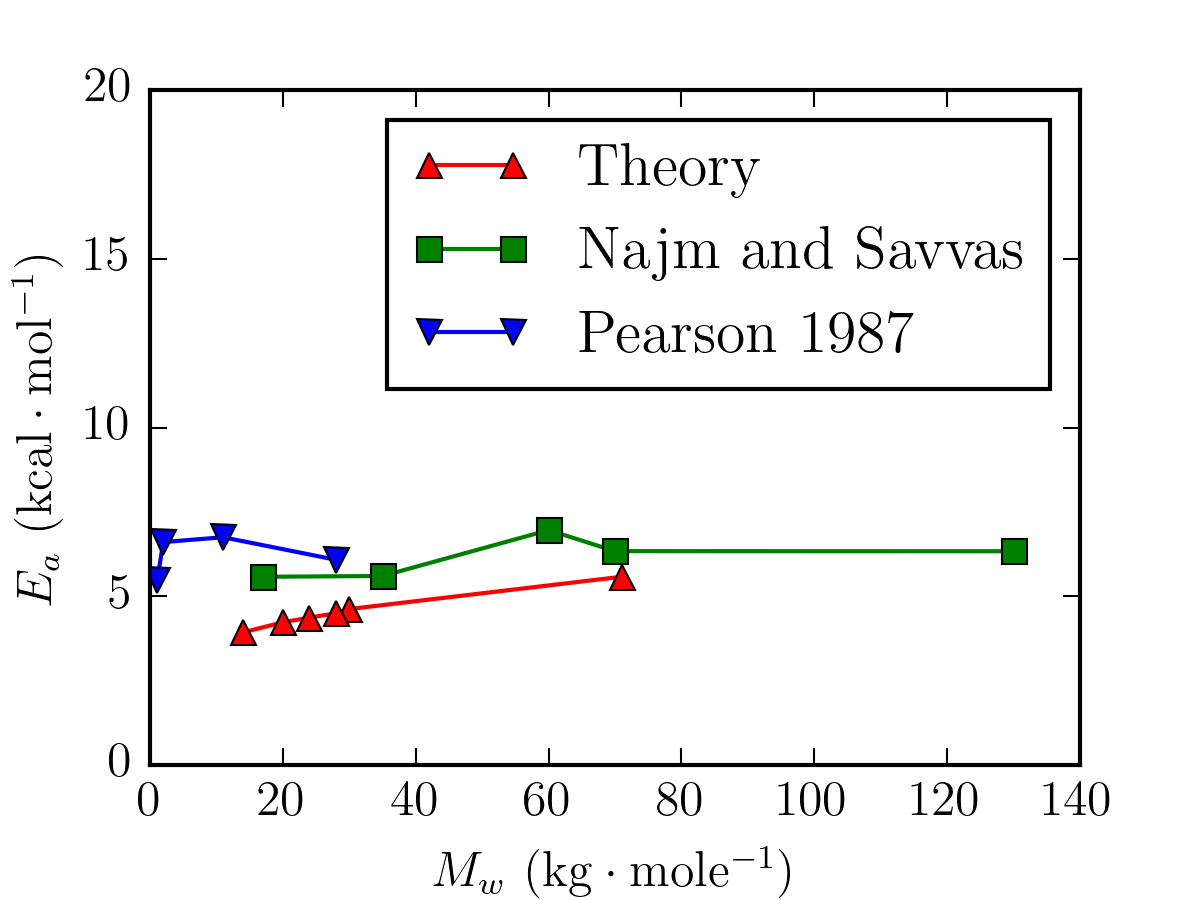 20
15
10
5
0
0 20 40 60 80 100 120 140
E_a (kcal · mol⁻¹)
M_w (kg · mole⁻¹)
Theory
Najm and Savvas
Pearson 1987